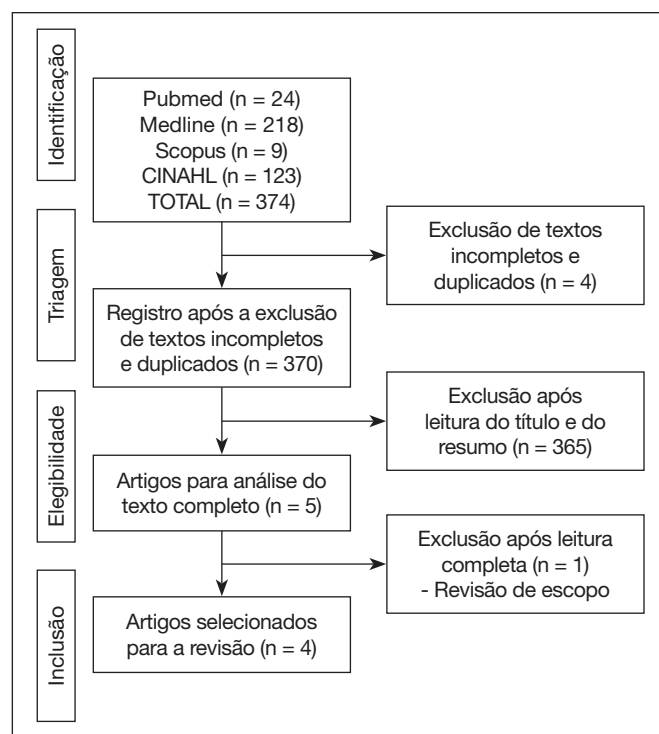 Identificação
Pubmed (n = 24)
Medline (n = 218)
Scopus (n = 9)
CINAHL (n = 123)
TOTAL (n = 374)
Triagem
Exclusão de textos
incompletos e
duplicados (n = 4)
Registro após a exclusão
de textos incompletos
e duplicados (n = 370)
Elegibilidade
Exclusão após
leitura do título e do
resumo (n = 365)
Artigos para análise do
texto completo (n = 5)
Exclusão após leitura
completa (n = 1)
- Revisão de escopo
Inclusão
Artigos selecionados
para a revisão (n = 4)